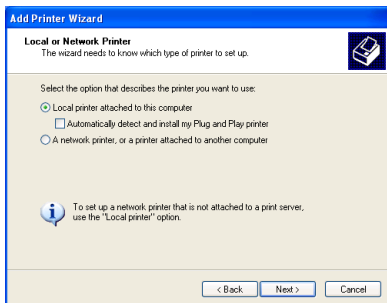 Add Printer Wizard
Local or Network Printer
The wizard needs to know which type of printer to set up.
Select the option that describes the printer you want to use:
Local printer attached to this computer
Automatically detect and install my Plug and Play printer
A network printer, or a printer attached to another computer
To set up a network printer that is not attached to a print server,
use the "Local printer" option.
< Back Next > Cancel